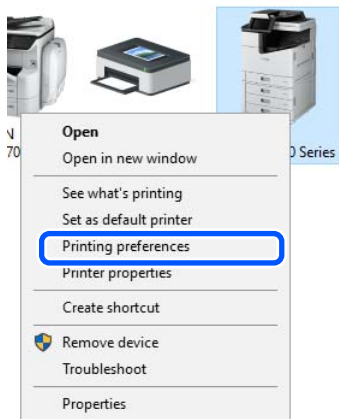 N
70
0 Series
Open
Open in new window
See what's printing
Set as default printer
Printing preferences
Printer properties
Create shortcut
Remove device
Troubleshoot
Properties